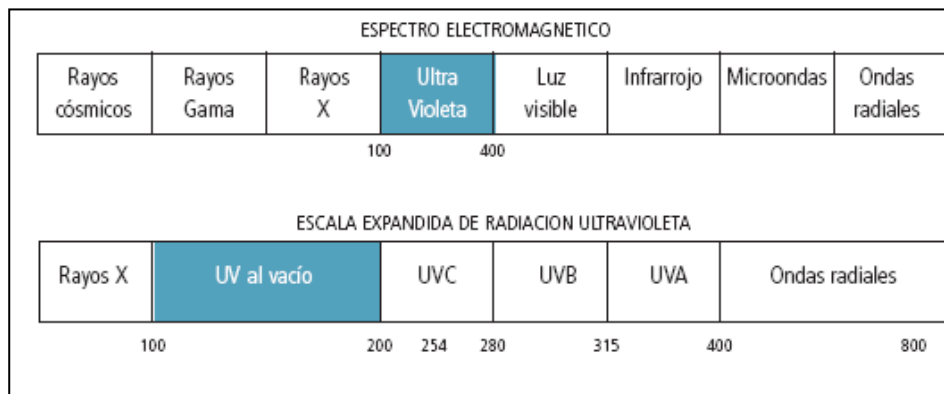 ESPECTRO ELECTROMAGNETICO
Rayos cósmicos
Rayos Gama
Rayos X
Ultra Violeta
Luz visible
Infrarrojo
Microondas
Ondas radiales
100
400
ESCALA EXPANDIDA DE RADIACION ULTRAVIOLETA
Rayos X
UV al vacío
UVC
UVB
UVA
Ondas radiales
100
200
254
280
315
400
800